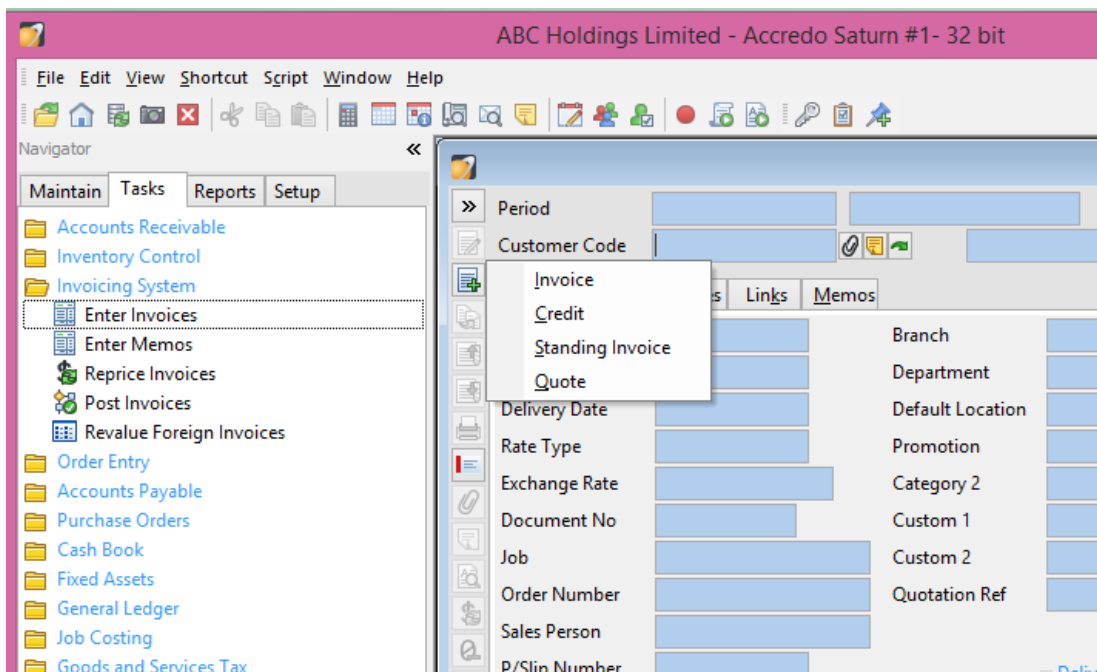 ABC Holdings Limited - Accredo Saturn #1- 32 bit
File Edit View Shortcut Script Window Help
Navigator
Maintain Tasks Reports Setup
Accounts Receivable
Inventory Control
Invoicing System
Enter Invoices
Enter Memos
Reprice Invoices
Post Invoices
Revalue Foreign Invoices
Order Entry
Accounts Payable
Purchase Orders
Cash Book
Fixed Assets
General Ledger
Job Costing
Goods and Services Tax
Period
Customer Code
Invoice
Credit
Standing Invoice
Quote
Links Memos
Delivery Date
Rate Type
Exchange Rate
Document No
Job
Order Number
Sales Person
P/Slip Number
Branch
Department
Default Location
Promotion
Category 2
Custom 1
Custom 2
Quotation Ref